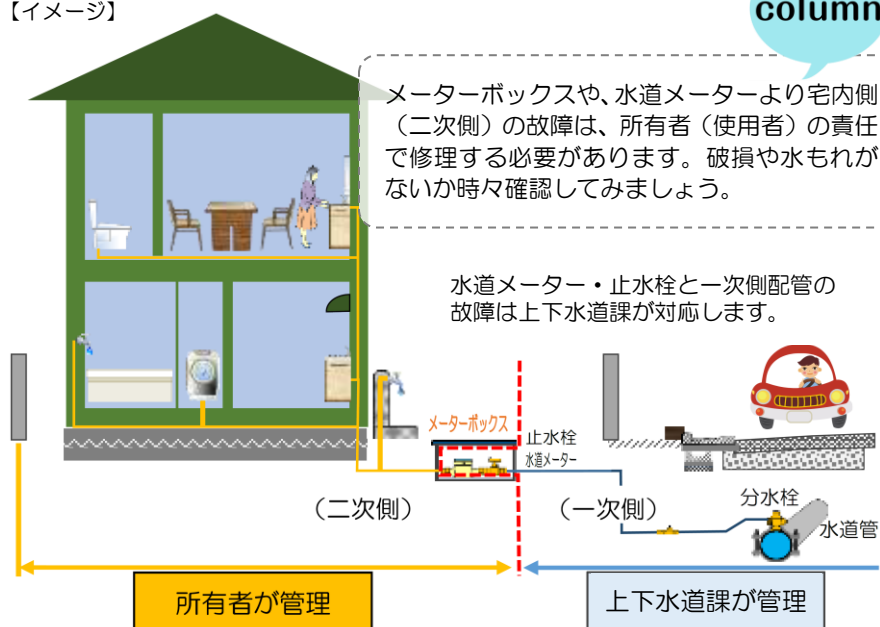 【イメージ】
column
メーターボックスや、水道メーターより宅内側
（二次側）の故障は、所有者（使用者）の責任
で修理する必要があります。破損や水もれが
ないか時々確認してみましょう。
水道メーター・止水栓と一次側配管の
故障は上下水道課が対応します。
メーターボックス
止水栓
水道メーター
（二次側）
（一次側）
分水栓
水道管
所有者が管理
上下水道課が管理